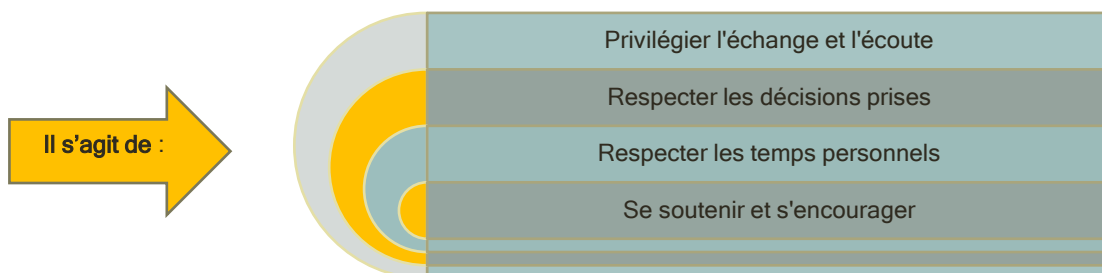 Privilégier l'échange et l'écoute
Respecter les décisions prises
Il s'agit de :
Respecter les temps personnels
Se soutenir et s'encourager